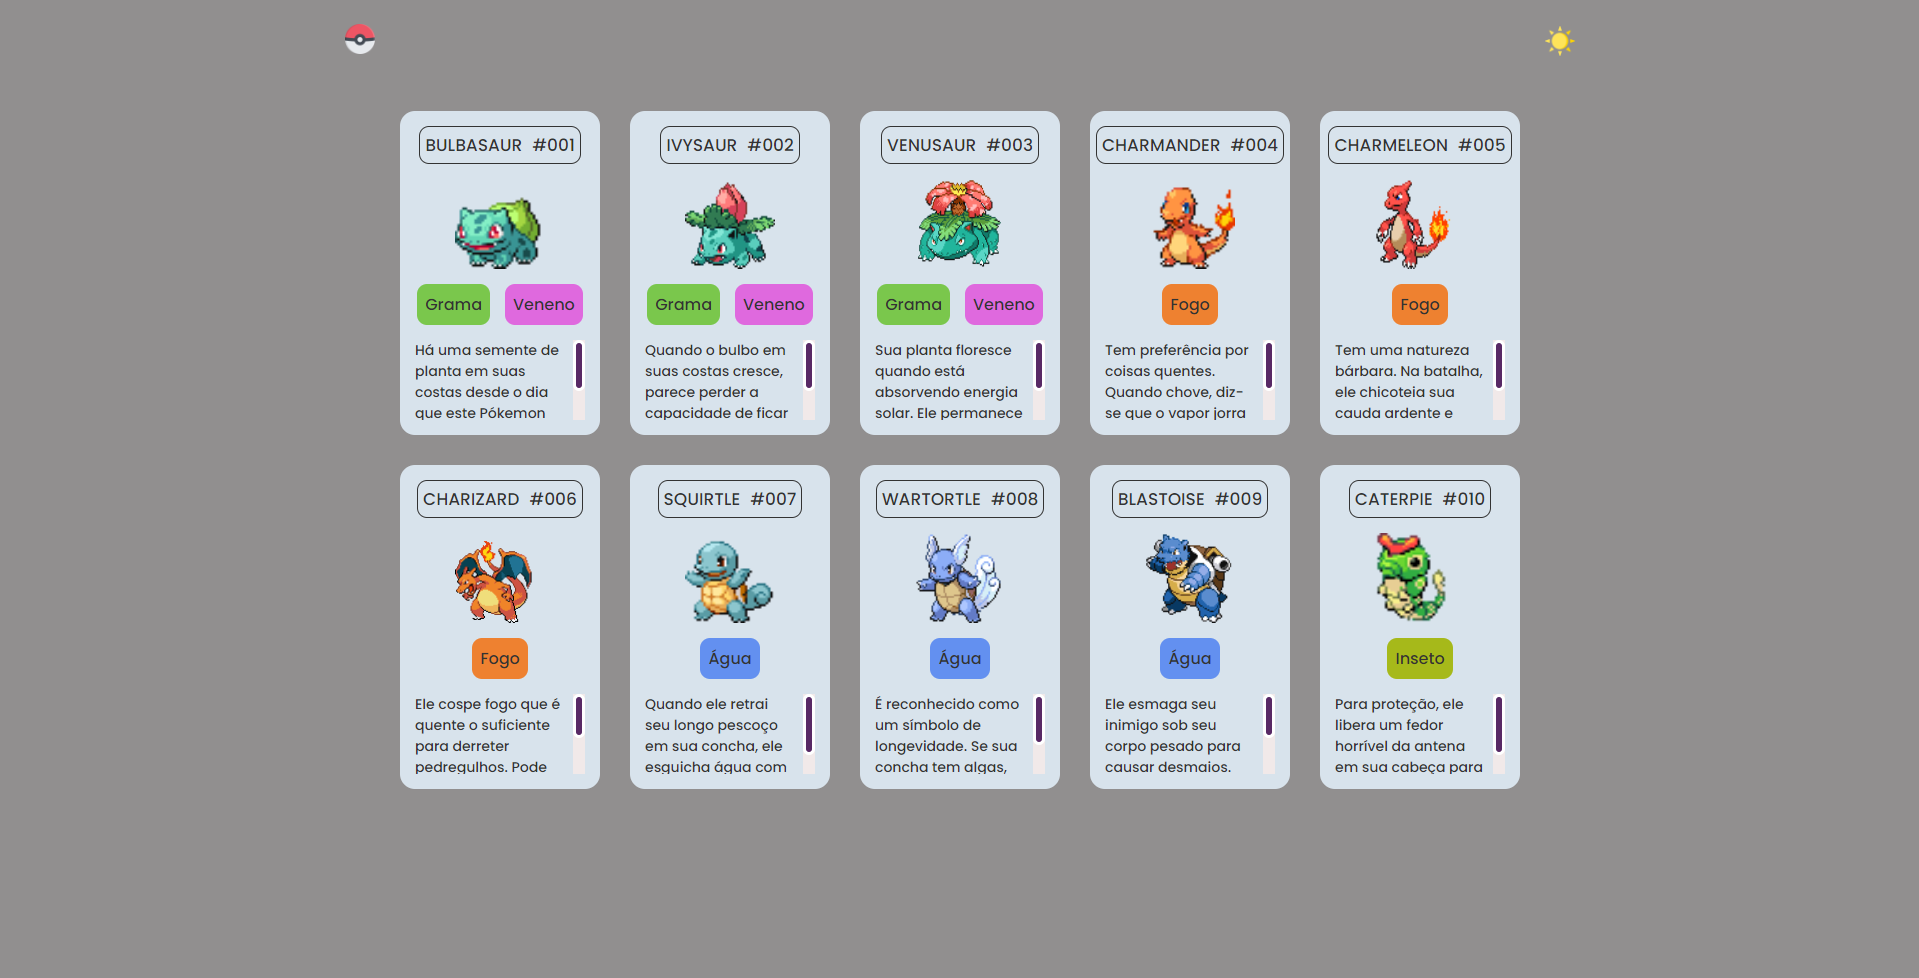 BULBASAUR #001
Grama Veneno
Há uma semente de
planta em suas
costas desde o dia
que este Pókemon
IVYSAUR #002
Grama Veneno
Quando o bulbo em
suas costas cresce,
parece perder a
capacidade de ficar
VENUSAUR #003
Grama Veneno
Sua planta floresce
quando está
absorvendo energia
solar. Ele permanece
CHARMANDER #004
Fogo
Tem preferência por
coisas quentes.
Quando chove, diz-
se que o vapor jorra
CHARMELEON #005
Fogo
Tem uma natureza
bárbara. Na batalha,
ele chicoteia sua
cauda ardente e
CHARIZARD #006
Fogo
Ele cospe fogo que é
quente o suficiente
para derreter
pedregulhos. Pode
SQUIRTLE #007
Água
Quando ele retrai
seu longo pescoço
em sua concha, ele
esguicha água com
WARTORTLE #008
Água
É reconhecido como
um símbolo de
longevidade. Se sua
concha tem algas,
BLASTOISE #009
Água
Ele esmaga seu
inimigo sob seu
corpo pesado para
causar desmaios.
CATERPIE #010
Inseto
Para proteção, ele
libera um fedor
horrível da antena
em sua cabeça para